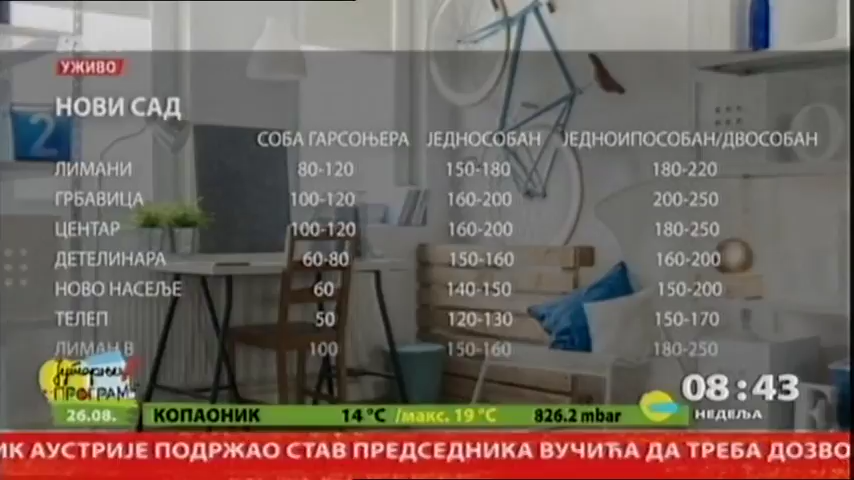 УЖИВО
НОВИ САД
СОБА ГАРСОЊЕРА ЈЕДНОСОБАН ЈЕДНОИПОСОБАН/ДВОСОБАН
ЛИМАНИ 80-120 150-180 180-220
ГРБАВИЦА 100-120 160-200 200-250
ЦЕНТАР 100-120 160-200 180-250
ДЕТЕЛИНАРА 60-80 150-160 160-200
НОВО НАСЕЉЕ 60 140-150 150-200
ТЕЛЕП 50 120-130 150-170
ЛИМАН В 100 150-160 180-250
Јутарњи
ПРОГРАМ
26.08. КОПАОНИК 14 °C /макс. 19 °C 826.2 mbar
08:43
НЕДЕЉА
ИК АУСТРИЈЕ ПОДРЖАО СТАВ ПРЕДСЕДНИКА ВУЧИЋА ДА ТРЕБА ДОЗВО
2